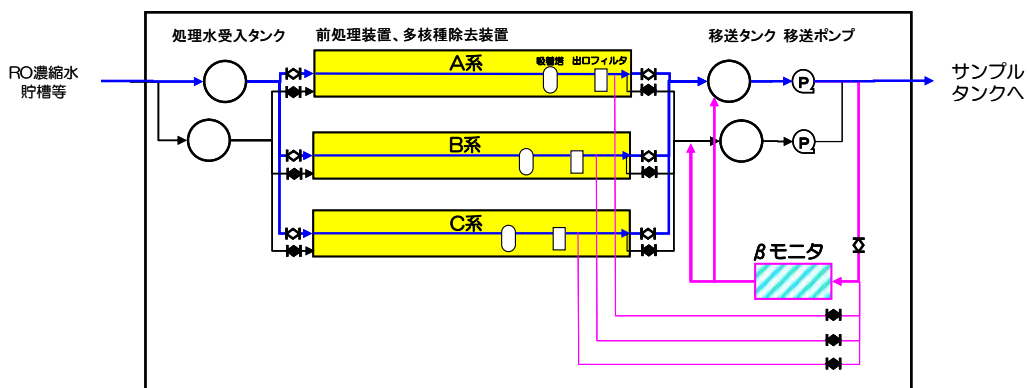 処理水受入タンク
前処理装置、多核種除去装置
移送タンク 移送ポンプ
RO濃縮水
貯槽等
A系
吸着塔 出口フィルタ
P
サンプル
タンクへ
B系
P
C系
βモニタ